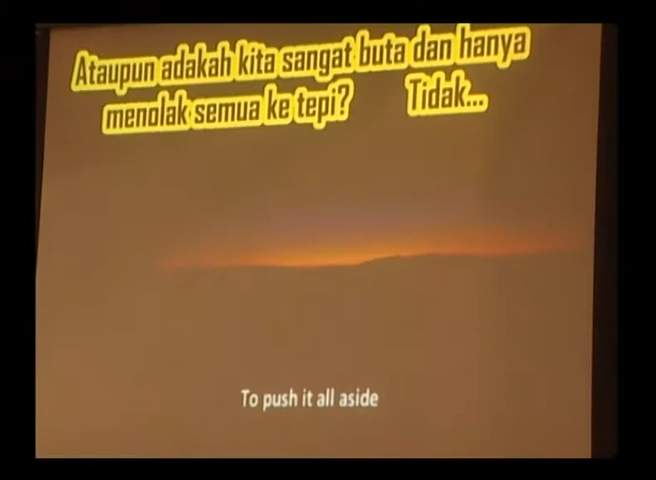 Ataupun adakah kita sangat buta dan hanya
menolak semua ke tepi? Tidak...
To push it all aside